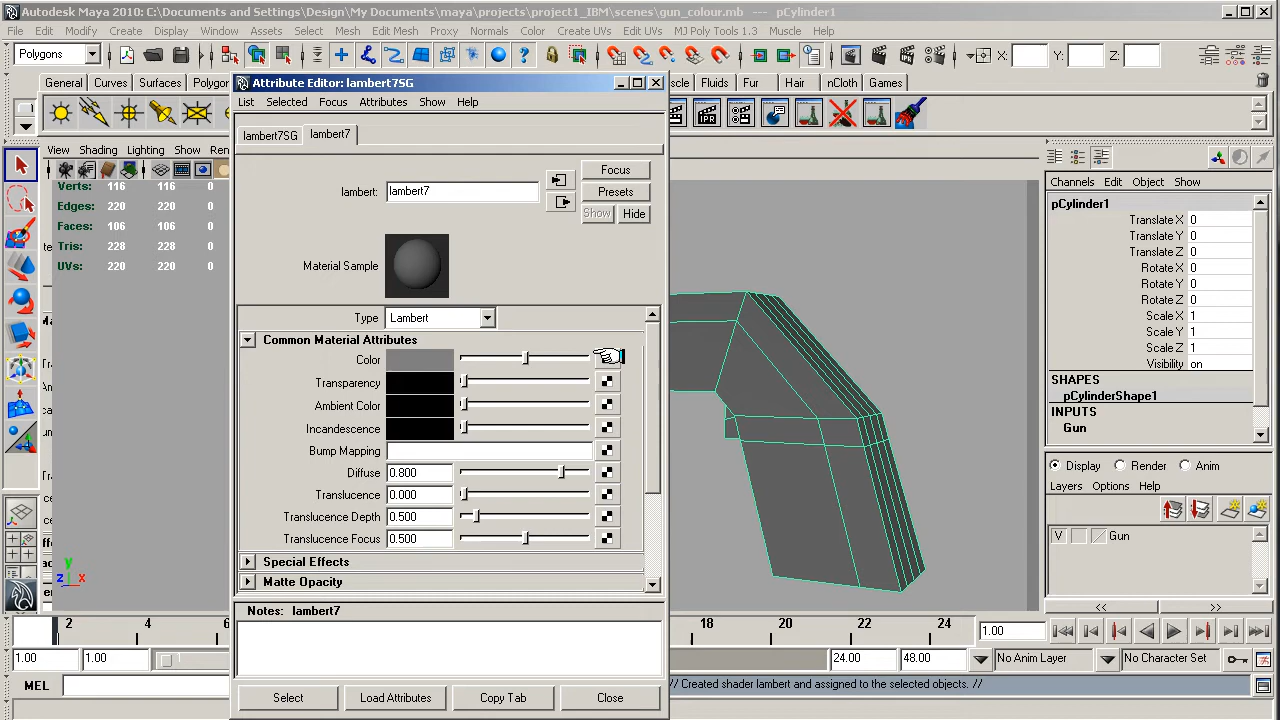 Autodesk Maya 2010: C:\Documents and Settings\Design\My Documents\maya\projects\project1_IBM\scenes\gun_colour.mb --- pCylinder1
File Edit Modify Create Display Window Assets Select Mesh Edit Mesh Proxy Normals Color Create UVs Edit UVs MJ Poly Tools 1.3 Muscle Help
Polygons
X: Y: Z:
General Curves Surfaces Polygon Fluids Fur Hair nCloth Games
Attribute Editor: lambert7SG
List Selected Focus Attributes Show Help
lambert7SG lambert7
IPR
View Shading Lighting Show Ren
lambert: lambert7
Focus
Presets
Show Hide
Material Sample
Type Lambert
Common Material Attributes
Color
Transparency
Ambient Color
Incandescence
Bump Mapping
Diffuse 0.800
Translucence 0.000
Translucence Depth 0.500
Translucence Focus 0.500
Special Effects
Matte Opacity
Notes: lambert7
Select Load Attributes Copy Tab Close
Verts: 116 116 0
Edges: 220 220 0
Faces: 106 106 0
Tris: 228 228 0
UVs: 220 220 0
y
z x
Channels Edit Object Show
pCylinder1
Translate X 0
Translate Y 0
Translate Z 0
Rotate X 0
Rotate Y 0
Rotate Z 0
Scale X 1
Scale Y 1
Scale Z 1
Visibility on
SHAPES
pCylinderShape1
INPUTS
Gun
Display Render Anim
Layers Options Help
V Gun
<< >>
2 4 6 18 20 22 24
1.00
1.00 1.00 24.00 48.00 No Anim Layer No Character Set
MEL
// Created shader lambert and assigned to the selected objects. //